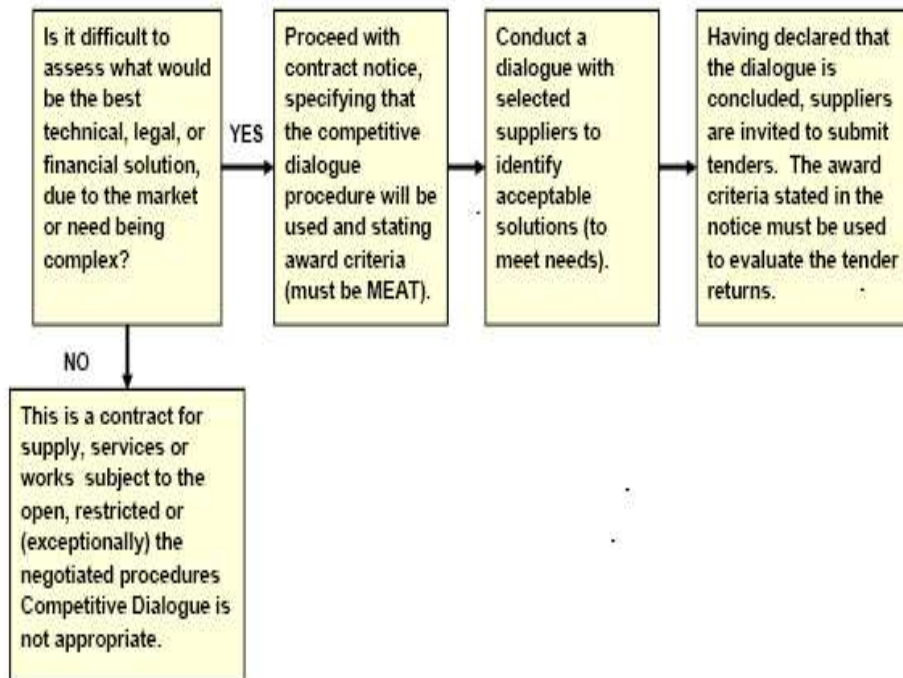 Is it difficult to
assess what would
be the best
technical, legal, or
financial solution,
due to the market
or need being
complex?
YES
Proceed with
contract notice,
specifying that
the competitive
dialogue
procedure will be
used and stating
award criteria
(must be MEAT).
Conduct a
dialogue with
selected
suppliers to
identify
acceptable
solutions (to
meet needs).
Having declared that
the dialogue is
concluded, suppliers
are invited to submit
tenders. The award
criteria stated in the
notice must be used
to evaluate the tender
returns.
NO
This is a contract for
supply, services or
works subject to the
open, restricted or
(exceptionally) the
negotiated procedures
Competitive Dialogue is
not appropriate.